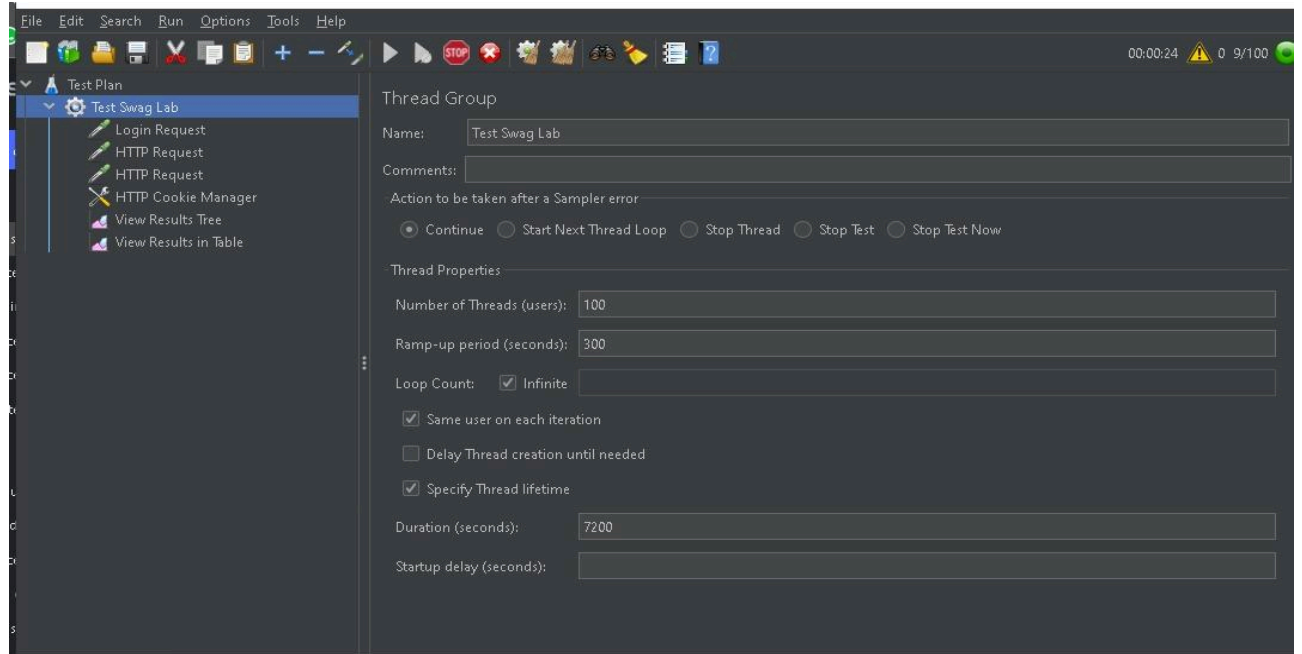 File Edit Search Run Options Tools Help
STOP ? 00:00:24 0 9/100
Test Plan
Test Swag Lab
Login Request
HTTP Request
HTTP Request
HTTP Cookie Manager
View Results Tree
View Results in Table
Thread Group
Name: Test Swag Lab
Comments:
Action to be taken after a Sampler error
Continue Start Next Thread Loop Stop Thread Stop Test Stop Test Now
Thread Properties
Number of Threads (users): 100
Ramp-up period (seconds): 300
Loop Count: Infinite
Same user on each iteration
Delay Thread creation until needed
Specify Thread lifetime
Duration (seconds): 7200
Startup delay (seconds):